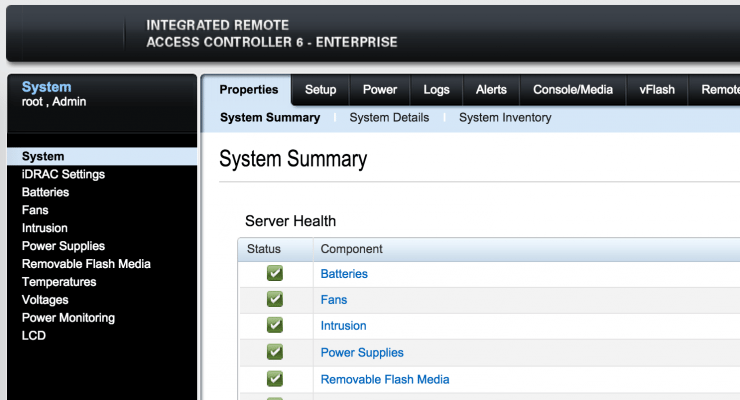 INTEGRATED REMOTE
ACCESS CONTROLLER 6 - ENTERPRISE
System
root , Admin
Properties Setup Power Logs Alerts Console/Media vFlash Remote
System Summary System Details System Inventory
System
iDRAC Settings
Batteries
Fans
Intrusion
Power Supplies
Removable Flash Media
Temperatures
Voltages
Power Monitoring
LCD
System Summary
Server Health
Status Component
Batteries
Fans
Intrusion
Power Supplies
Removable Flash Media